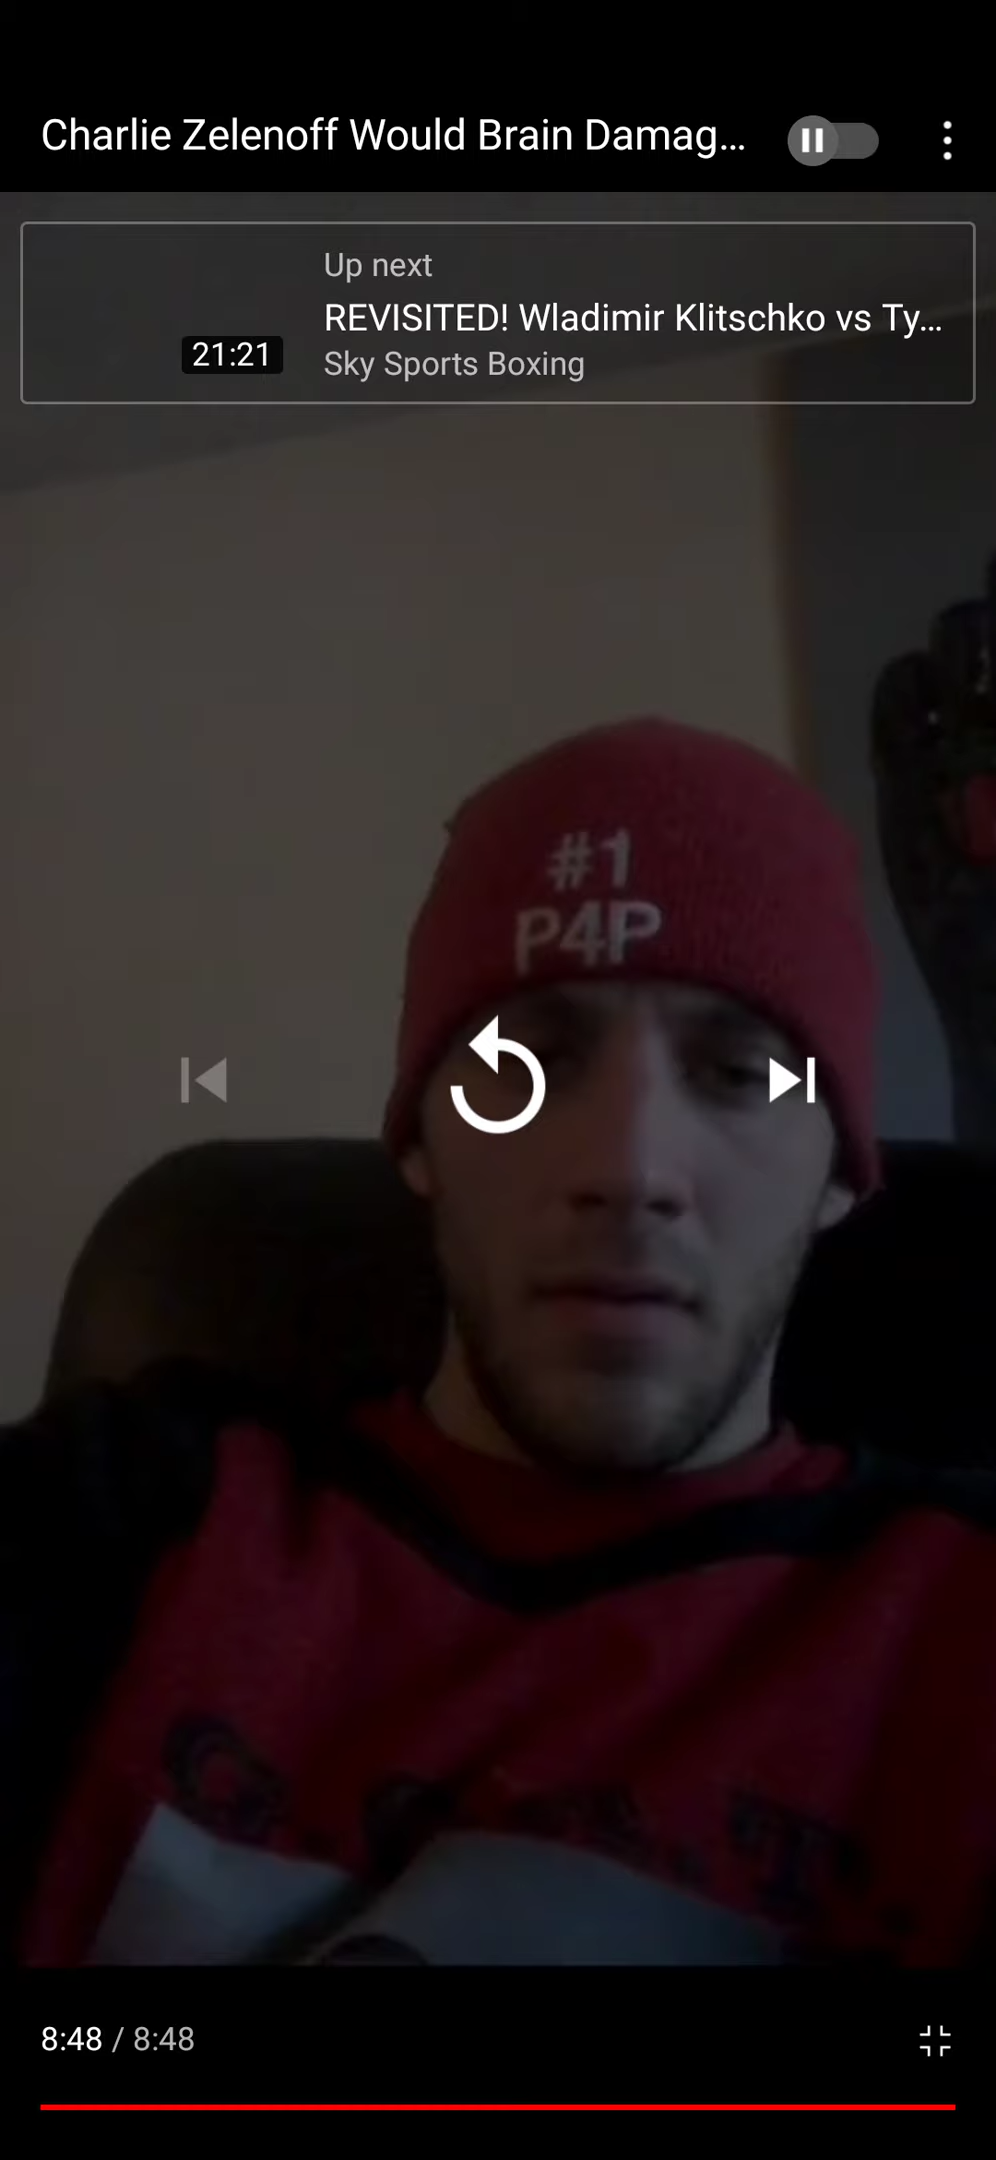 Charlie Zelenoff Would Brain Damag...
Up next
REVISITED! Wladimir Klitschko vs Ty...
Sky Sports Boxing
21:21
#1
P4P
8:48 / 8:48